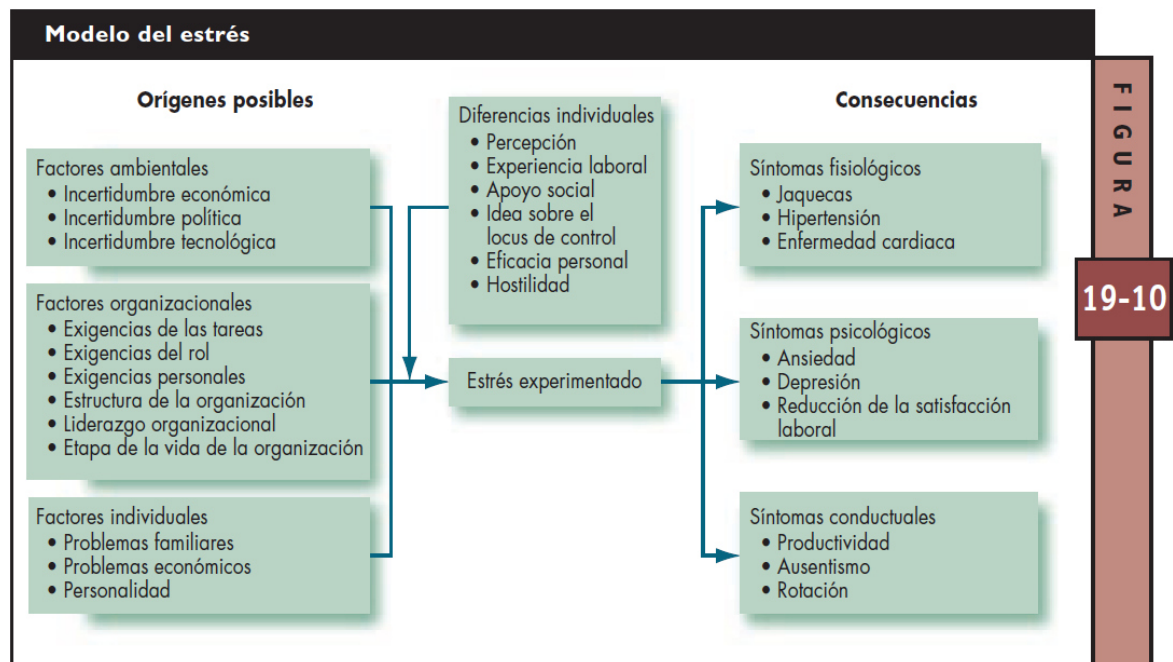 Modelo del estrés
Orígenes posibles
Factores ambientales
• Incertidumbre económica
• Incertidumbre política
• Incertidumbre tecnológica
Factores organizacionales
• Exigencias de las tareas
• Exigencias del rol
• Exigencias personales
• Estructura de la organización
• Liderazgo organizacional
• Etapa de la vida de la organización
Factores individuales
• Problemas familiares
• Problemas económicos
• Personalidad
Diferencias individuales
• Percepción
• Experiencia laboral
• Apoyo social
• Idea sobre el
locus de control
• Eficacia personal
• Hostilidad
Estrés experimentado
Consecuencias
Síntomas fisiológicos
• Jaquecas
• Hipertensión
• Enfermedad cardiaca
Síntomas psicológicos
• Ansiedad
• Depresión
• Reducción de la satisfacción
laboral
Síntomas conductuales
• Productividad
• Ausentismo
• Rotación
FIGURA
19-10